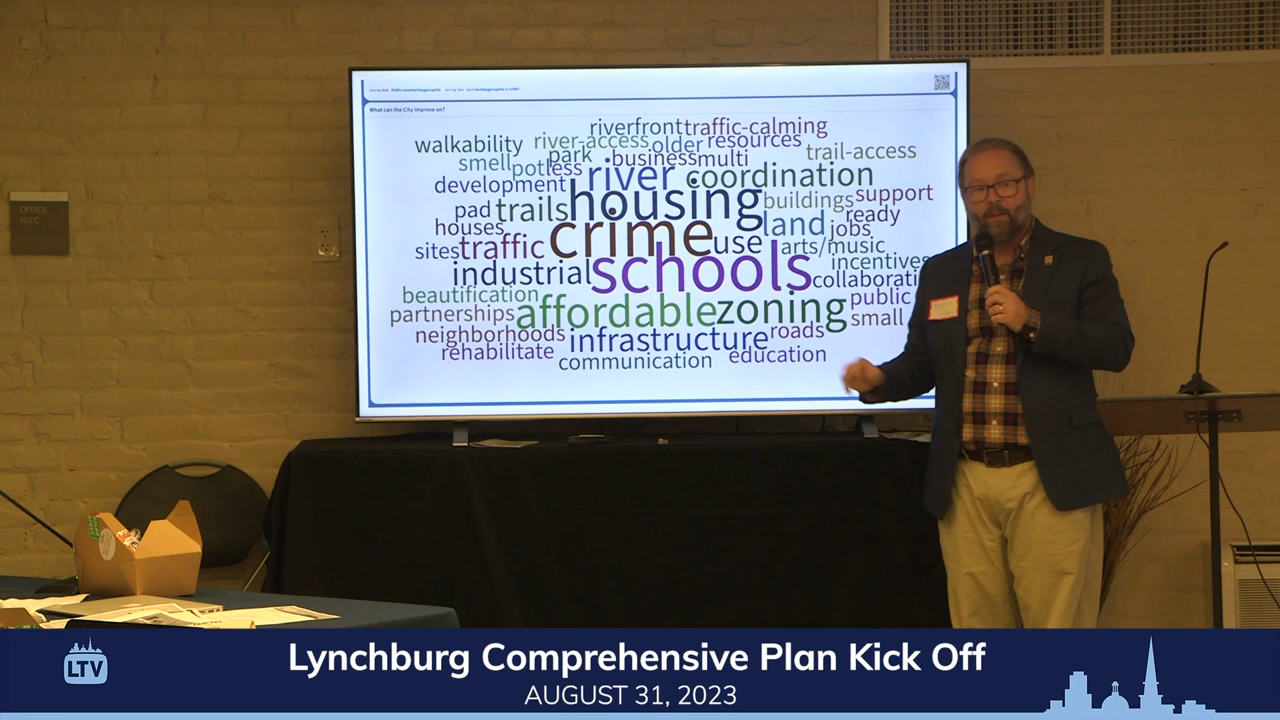 What can the City improve on?
riverfront traffic-calming
walkability river-access older resources
smell potless park business multi trail-access
development river coordination
housing buildings support
pad trails land ready
houses crime use jobs
sites traffic arts/music
industrial schools incentives
beautification collaborati
partnerships affordable zoning public
neighborhoods infrastructure roads small
rehabilitate communication education
OFFICE
102C
LTV
Lynchburg Comprehensive Plan Kick Off
AUGUST 31, 2023